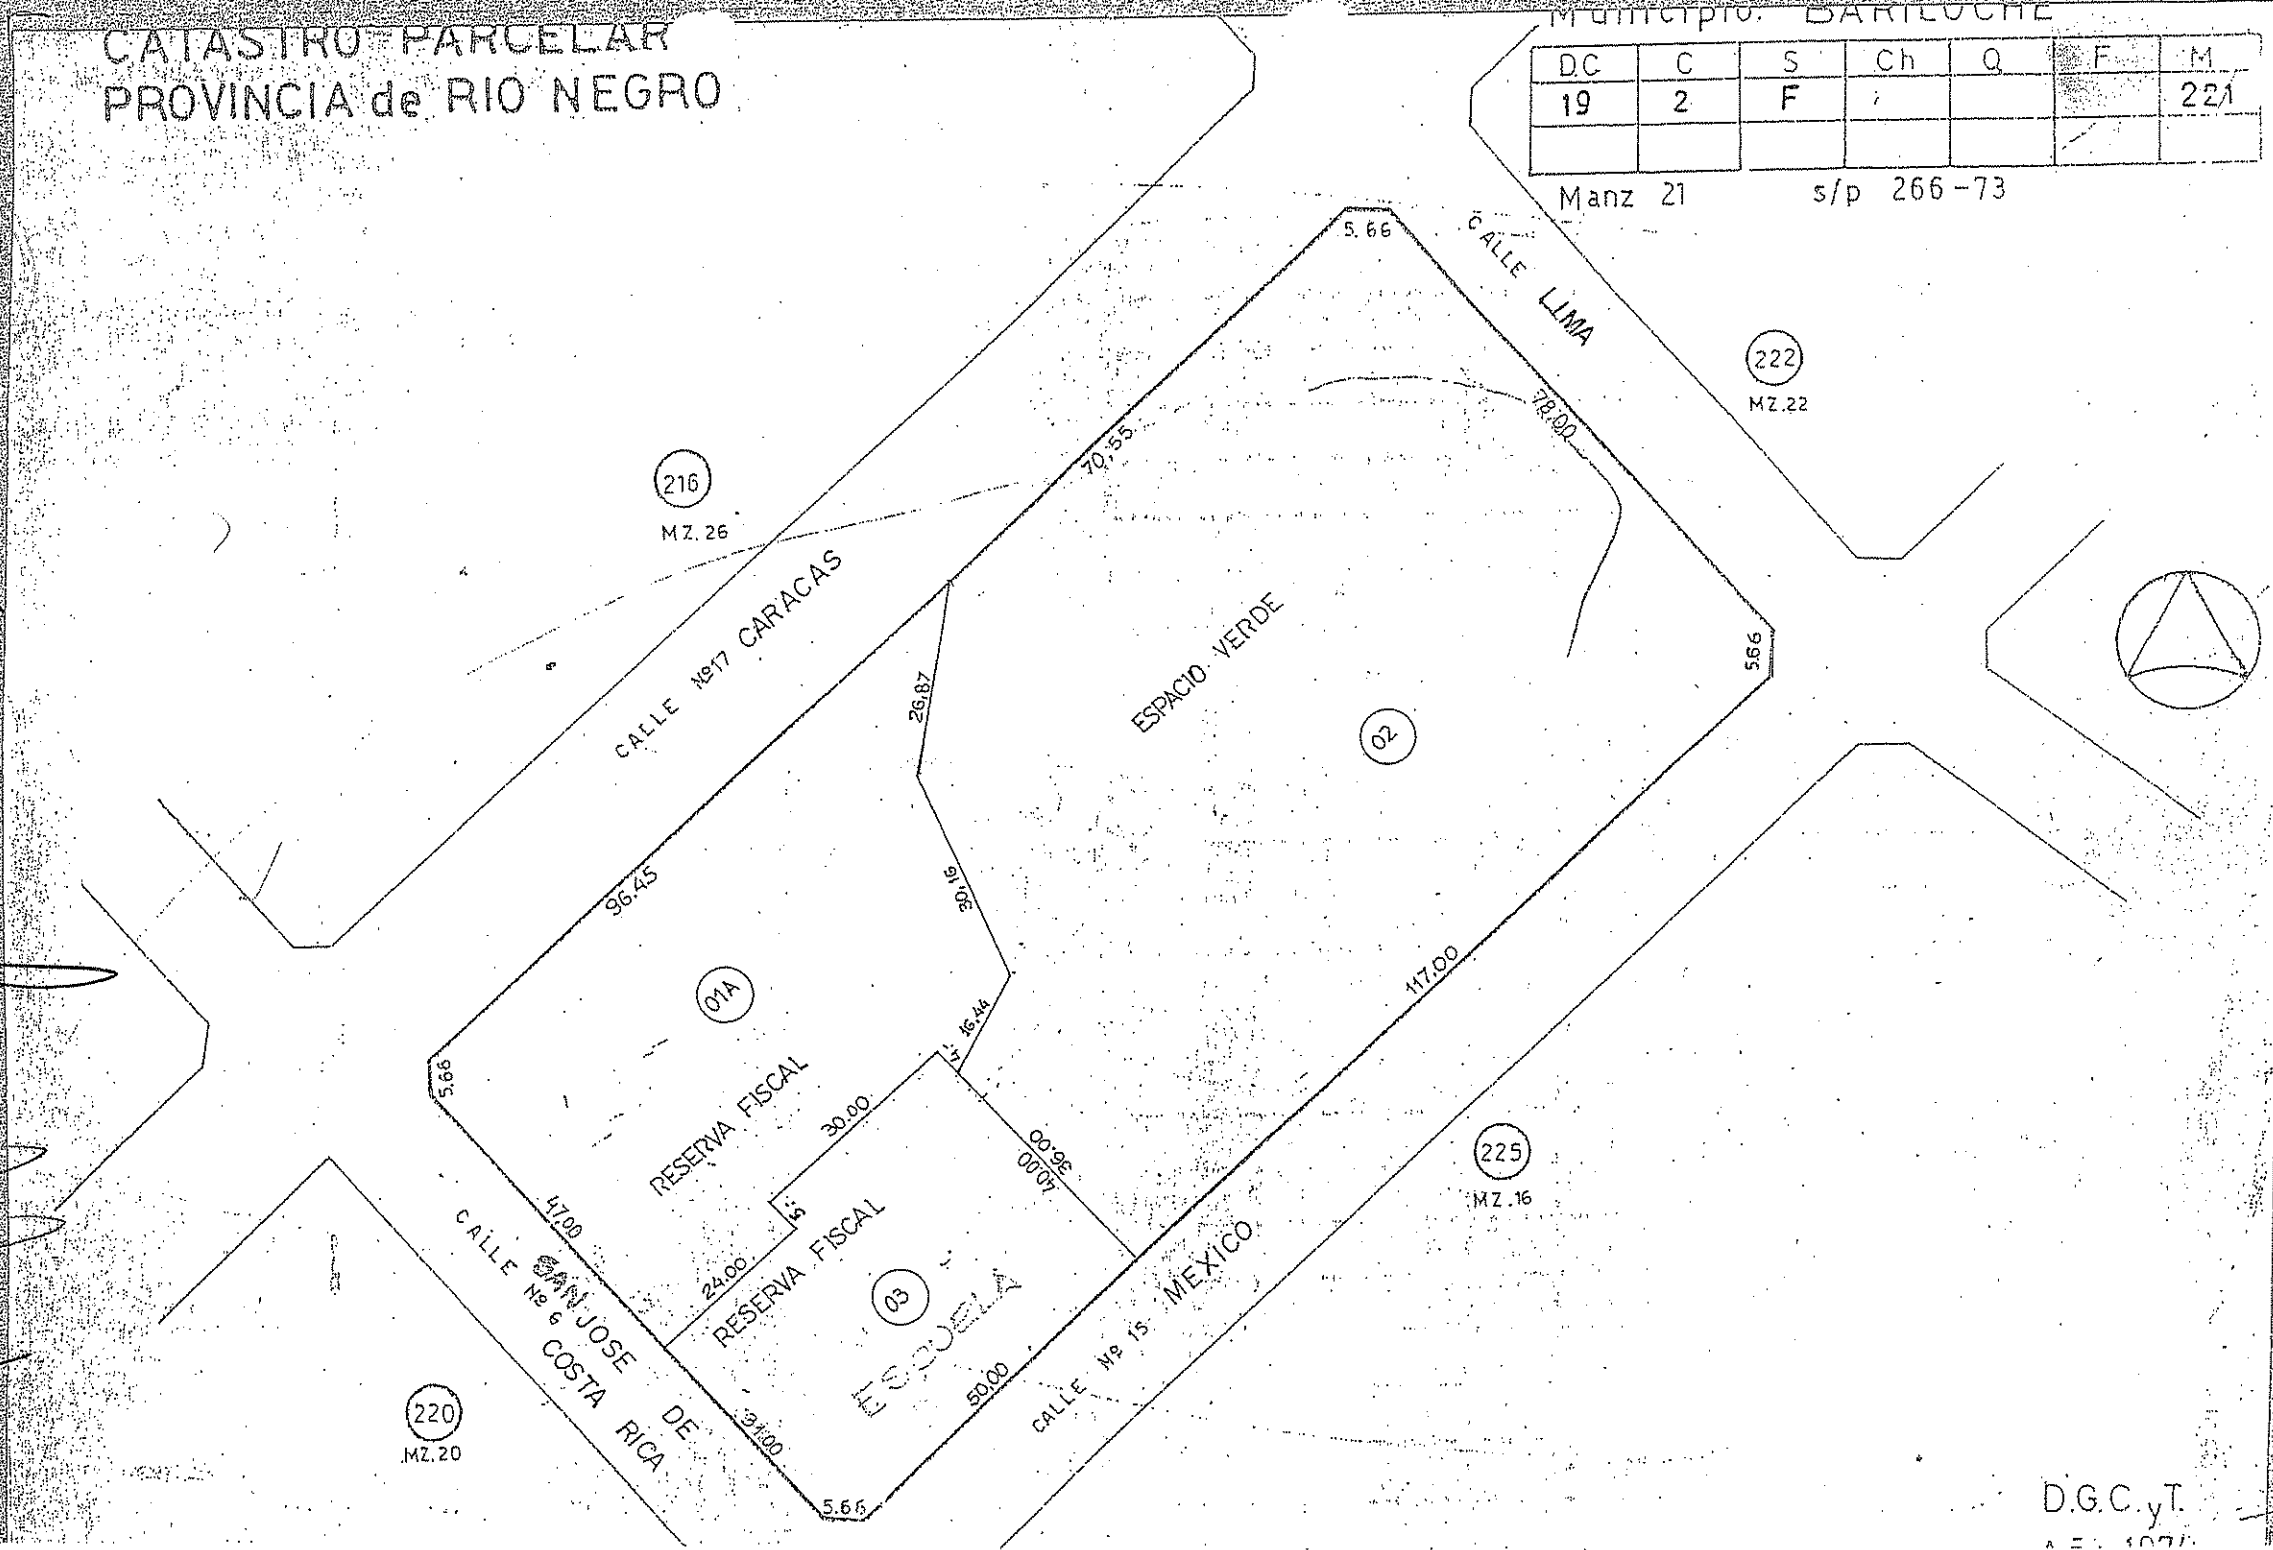 CATASTRO PARCELAR
PROVINCIA de RIO NEGRO
Municipio: BARILOCHE
D.C C S Ch Q F M
19 2 F 221
Manz 21 s/p 266-73
5.66
CALLE LIMA
222
MZ.22
78.00
70,55
216
MZ.26
CALLE Nº17 CARACAS
ESPACIO VERDE
02
5.66
26,87
30,16
96.45
01A
RESERVA FISCAL
16,44
117.00
5.66
30.00
36.00
40.00
225
MZ.16
47.00
24.00
RESERVA FISCAL
03
ESCUELA
CALLE Nº 6
SAN JOSE DE
COSTA RICA
CALLE Nº 15 MEXICO
50.00
31.00
220
MZ.20
5.66
D.G.C.yT.